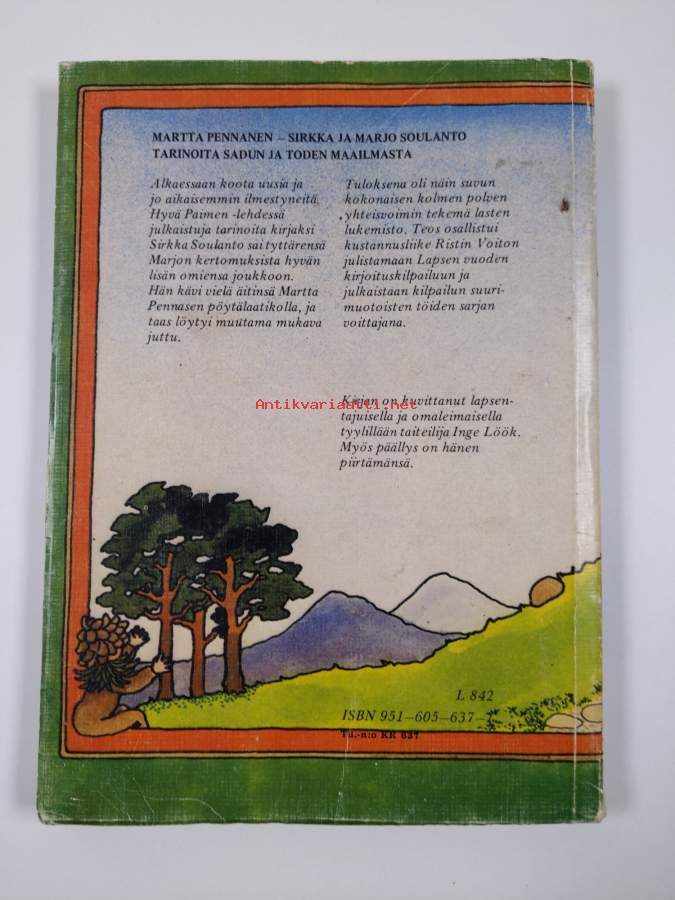 MARTTA PENNANEN – SIRKKA JA MARJO SOULANTO
TARINOITA SADUN JA TODEN MAAILMASTA
Alkaessaan koota uusia ja
jo aikaisemmin ilmestyneitä,
Hyvä Paimen -lehdessä
julkaistuja tarinoita kirjaksi
Sirkka Soulanto sai tyttärensä
Marjon kertomuksista hyvän
lisän omiensa joukkoon.
Hän kävi vielä äitinsä Martta
Pennasen pöytälaatikolla, ja
taas löytyi muutama mukava
juttu.
Tuloksena oli näin suvun
kokonaisen kolmen polven
yhteisvoimin tekemä lasten
lukemisto. Teos osallistui
kustannusliike Ristin Voiton
julistamaan Lapsen vuoden
kirjoituskilpailuun ja
julkaistaan kilpailun suuri-
muotoisten töiden sarjan
voittajana.
Kirjan on kuvittanut lapsen-
tajuisella ja omaleimaisella
tyylillään taiteilija Inge Löök.
Myös päällys on hänen
piirtämänsä.
Antikvariaatti.net
L 842
ISBN 951–605–637–
Td.-n:o KR 637